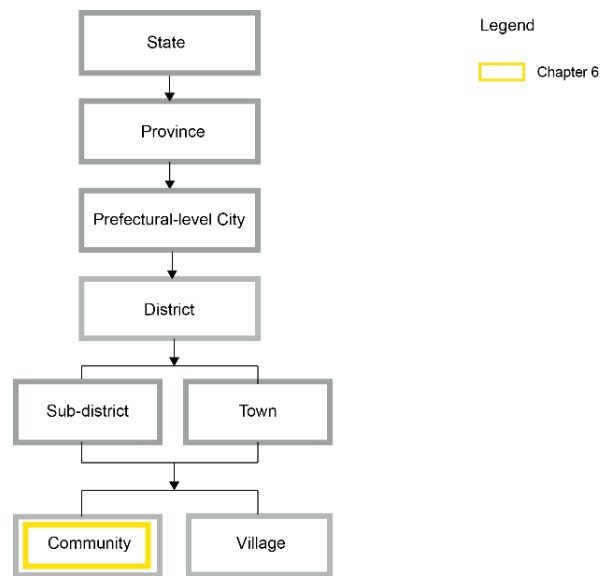 State
Legend
Chapter 6
Province
Prefectural-level City
District
Sub-district
Town
Community
Village